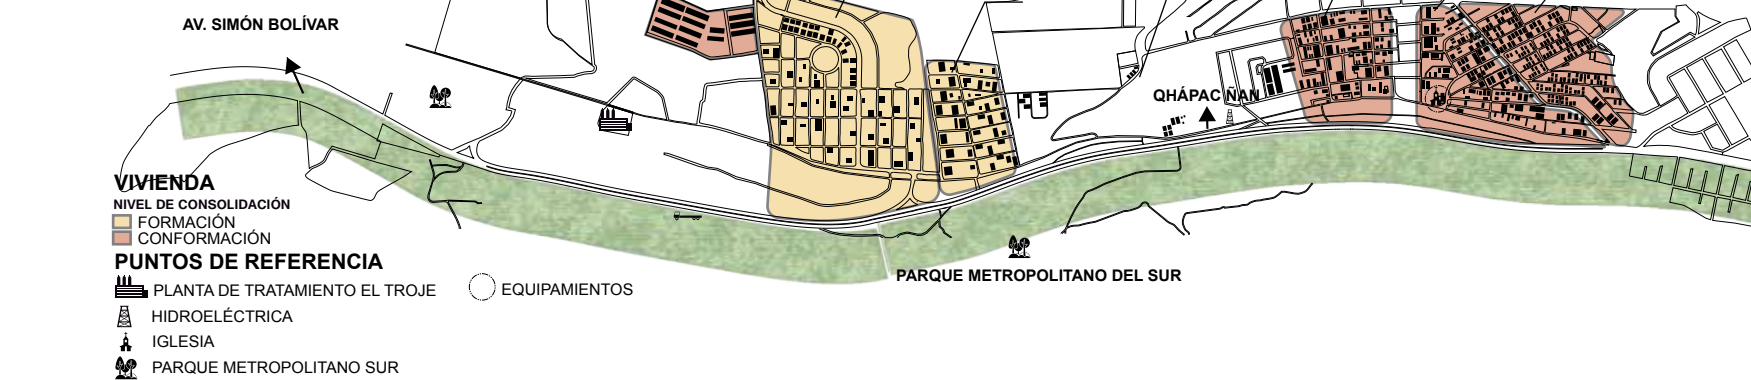 AV. SIMÓN BOLÍVAR
QHÁPAC ÑAN
VIVIENDA
NIVEL DE CONSOLIDACIÓN
FORMACIÓN
CONFORMACIÓN
PUNTOS DE REFERENCIA
PLANTA DE TRATAMIENTO EL TROJE
EQUIPAMIENTOS
HIDROELÉCTRICA
IGLESIA
PARQUE METROPOLITANO SUR
PARQUE METROPOLITANO DEL SUR